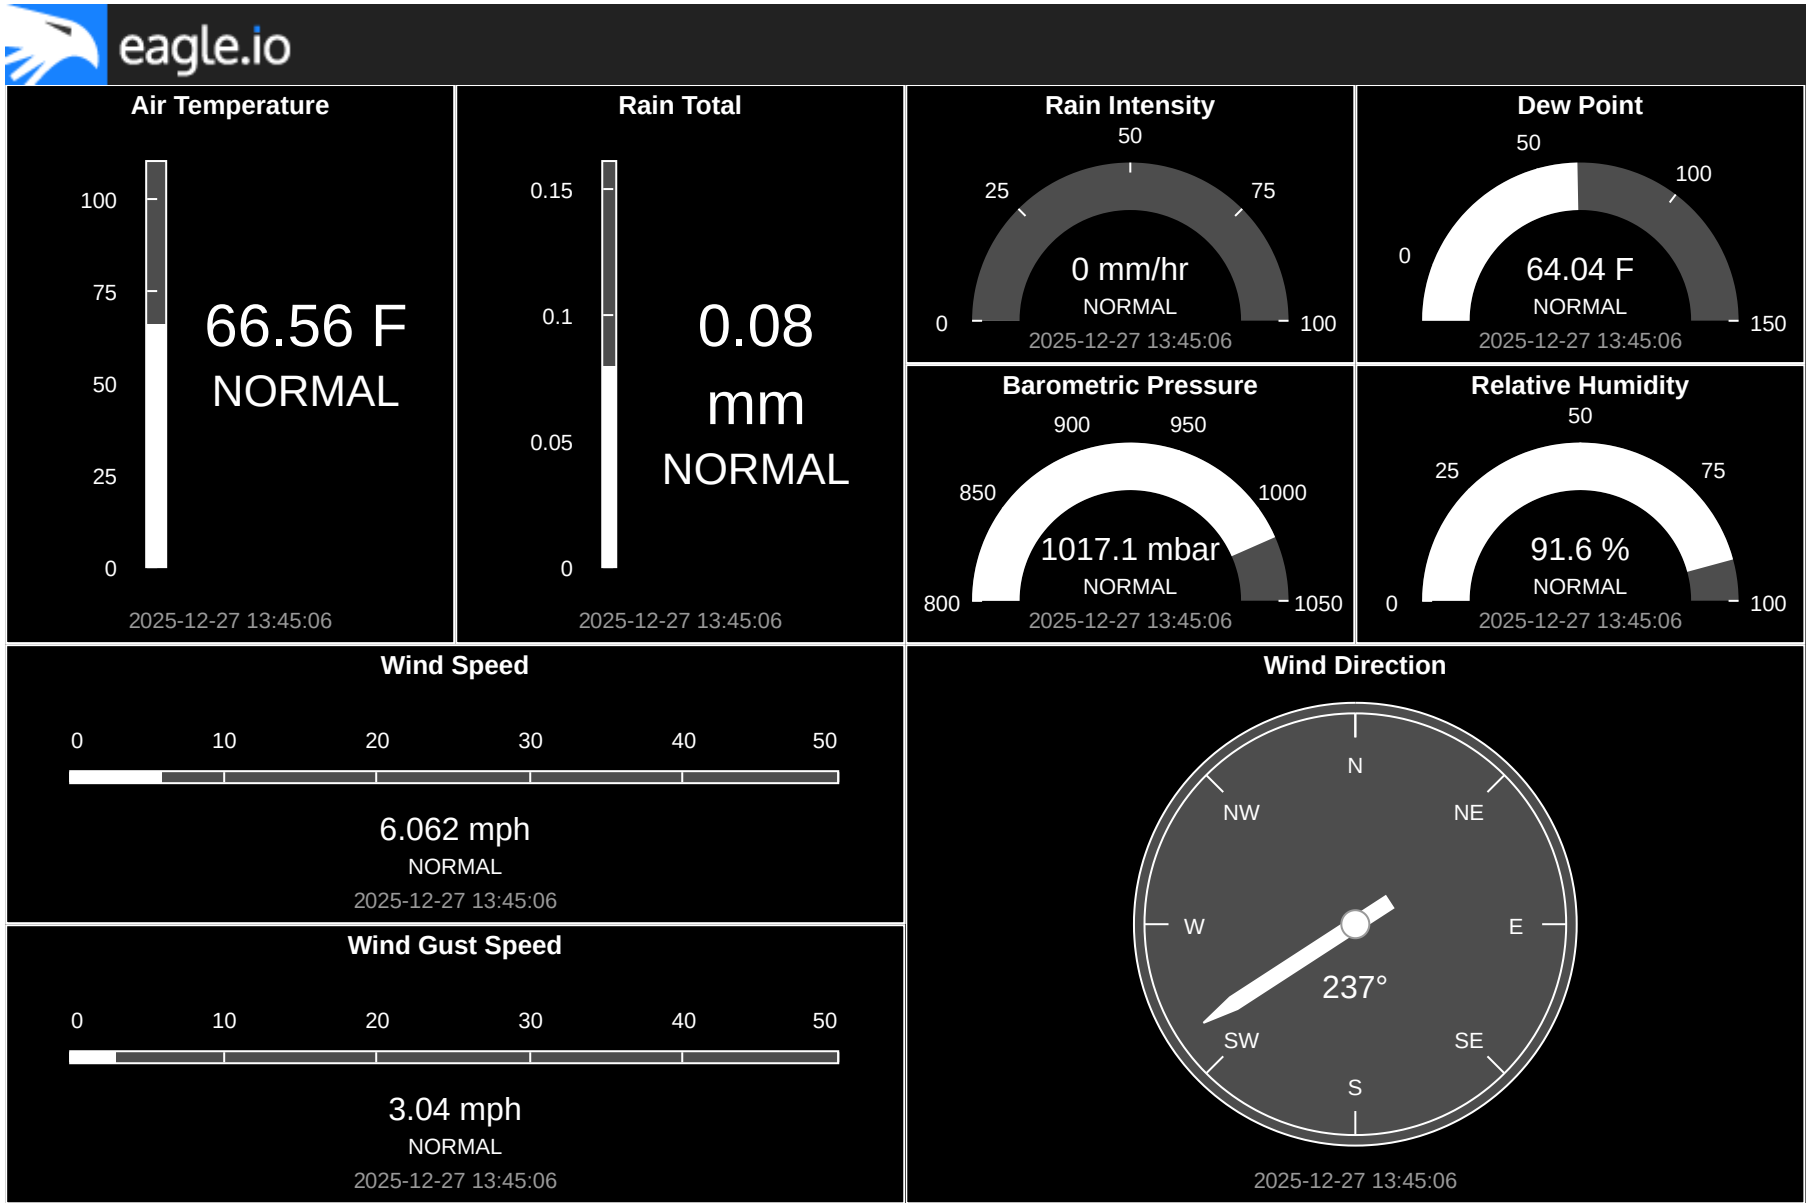 eagle.io
Air Temperature
100
75
50
25
0
66.56 F
NORMAL
2025-12-27 13:45:06
Rain Total
0.15
0.1
0.05
0
0.08
mm
NORMAL
2025-12-27 13:45:06
Rain Intensity
0
25
50
75
100
0 mm/hr
NORMAL
2025-12-27 13:45:06
Dew Point
0
50
100
150
64.04 F
NORMAL
2025-12-27 13:45:06
Barometric Pressure
800
850
900
950
1000
1050
1017.1 mbar
NORMAL
2025-12-27 13:45:06
Relative Humidity
0
25
50
75
100
91.6 %
NORMAL
2025-12-27 13:45:06
Wind Speed
0 10 20 30 40 50
6.062 mph
NORMAL
2025-12-27 13:45:06
Wind Gust Speed
0 10 20 30 40 50
3.04 mph
NORMAL
2025-12-27 13:45:06
Wind Direction
N
NW NE
W E
237°
SW SE
S
2025-12-27 13:45:06